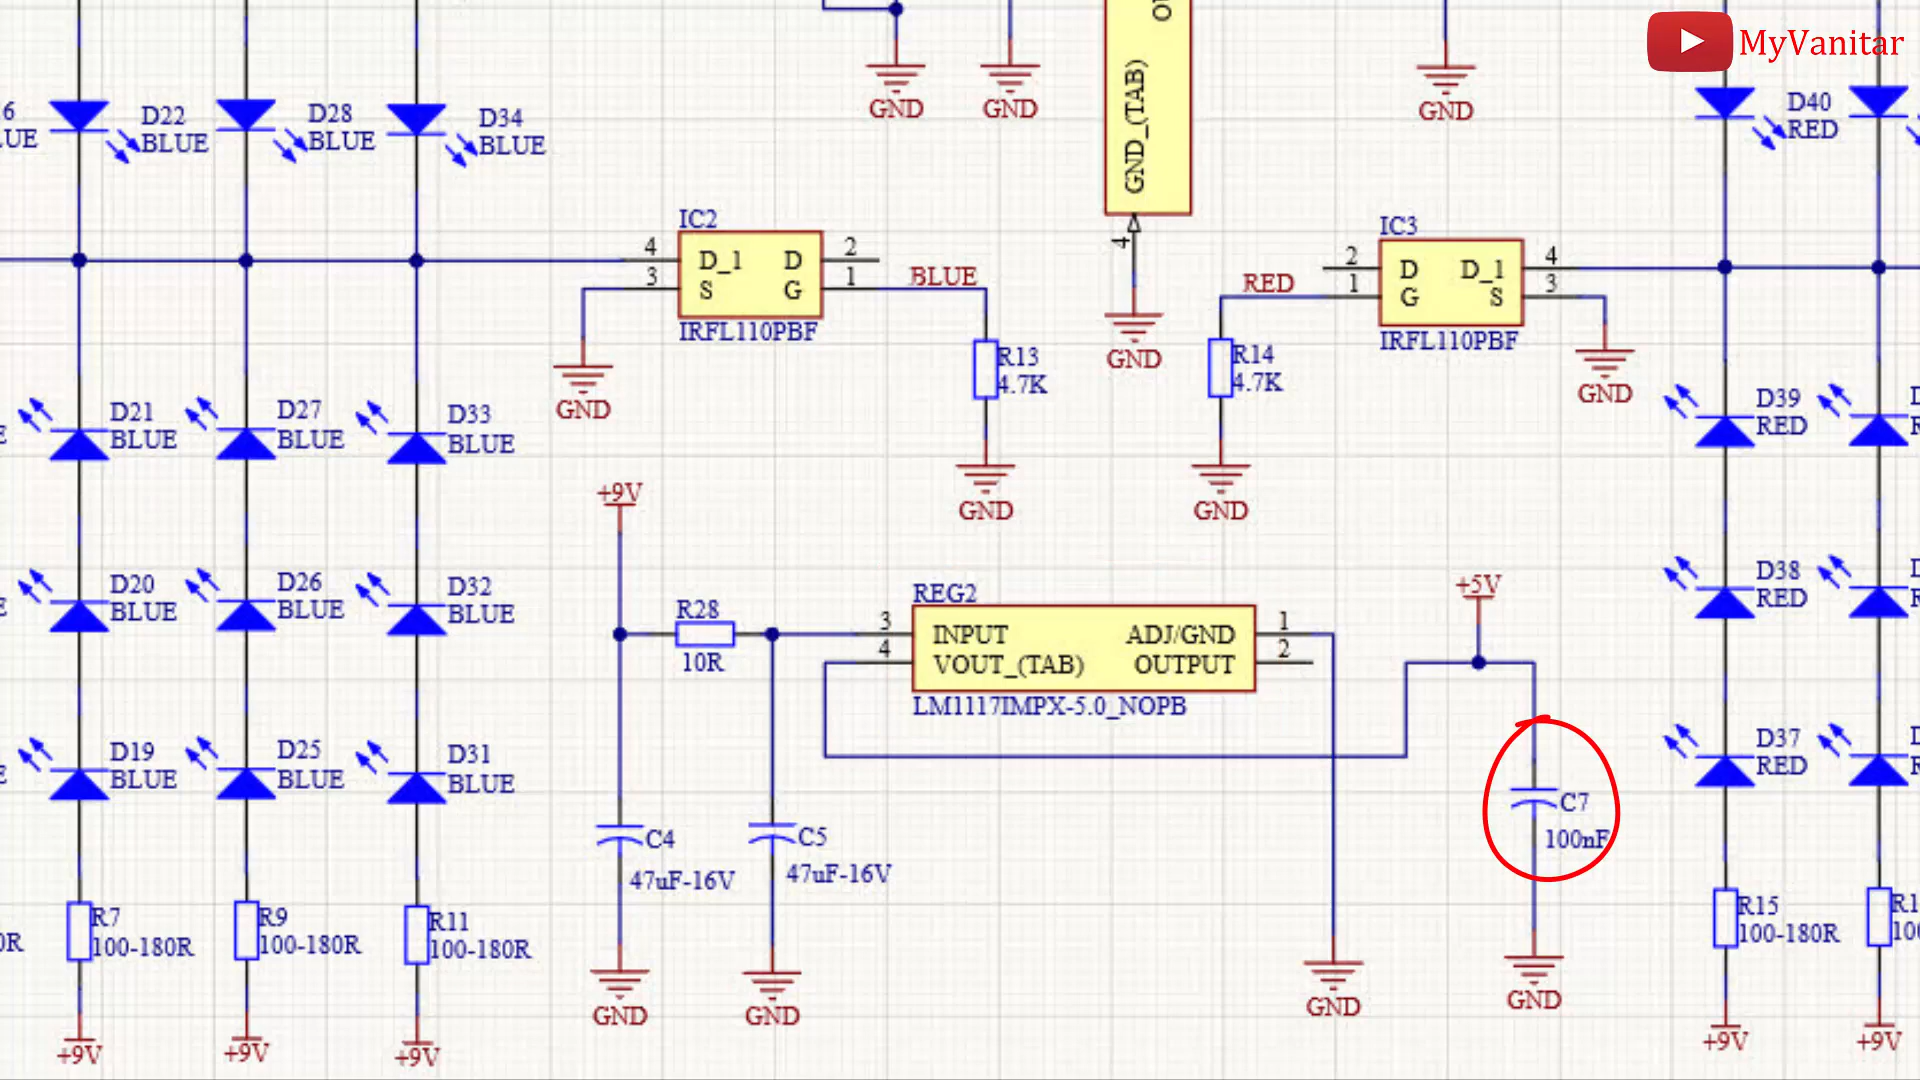 MyVanitar
GND
GND
GND
GND_(TAB)
4
GND
6
UE
D22
BLUE
D28
BLUE
D34
BLUE
D40
RED
IC2
4
3
D_1 D
S G
2
1
IRFL110PBF
BLUE
GND
R13
4.7K
GND
RED
R14
4.7K
GND
IC3
2
1
D D_1
G S
4
3
IRFL110PBF
GND
D21
BLUE
D27
BLUE
D33
BLUE
D39
RED
D20
BLUE
D26
BLUE
D32
BLUE
D38
RED
D19
BLUE
D25
BLUE
D31
BLUE
D37
RED
+9V
R28
10R
REG2
3
4
INPUT ADJ/GND
VOUT_(TAB) OUTPUT
1
2
LM1117IMPX-5.0_NOPB
+5V
C4
47uF-16V
C5
47uF-16V
C7
100nF
GND
GND
GND
GND
0R
R7
100-180R
R9
100-180R
R11
100-180R
R15
100-180R
R1
10
+9V
+9V
+9V
+9V
+9V